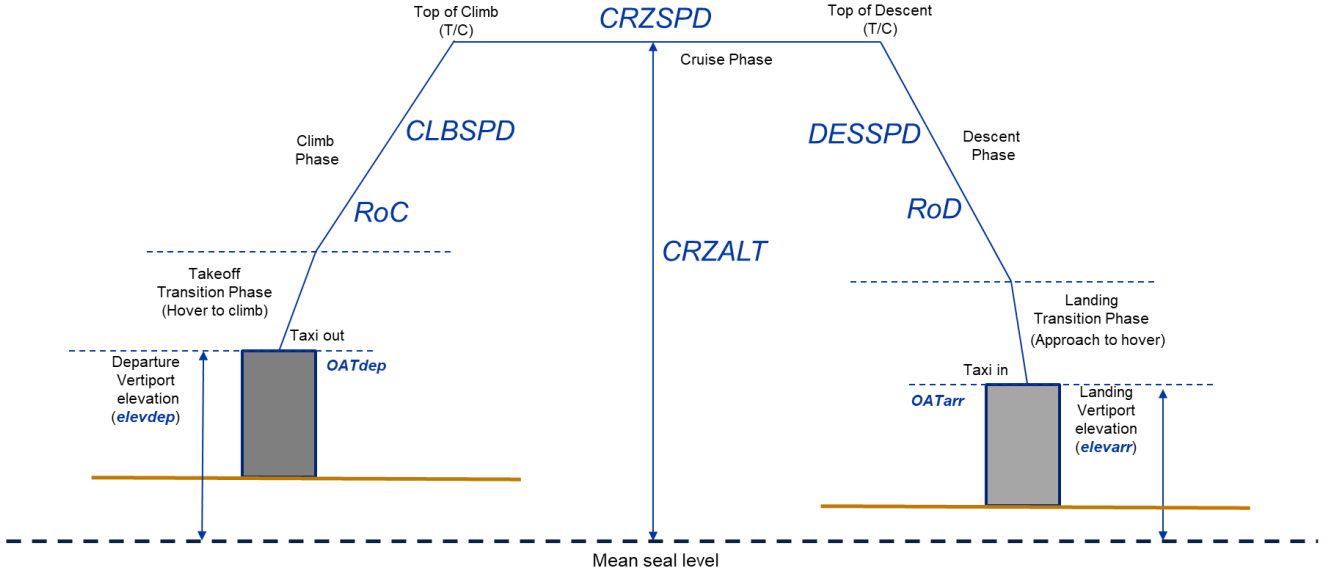 Top of Climb
(T/C)
CRZSPD
Top of Descent
(T/C)
Cruise Phase
CLBSPD
Climb
Phase
DESSPD
Descent
Phase
RoC
RoD
CRZALT
Takeoff
Transition Phase
(Hover to climb)
Landing
Transition Phase
(Approach to hover)
Taxi out
OATdep
Departure
Vertiport
elevation
(elevdep)
Taxi in
OATarr
Landing
Vertiport
elevation
(elevarr)
Mean seal level